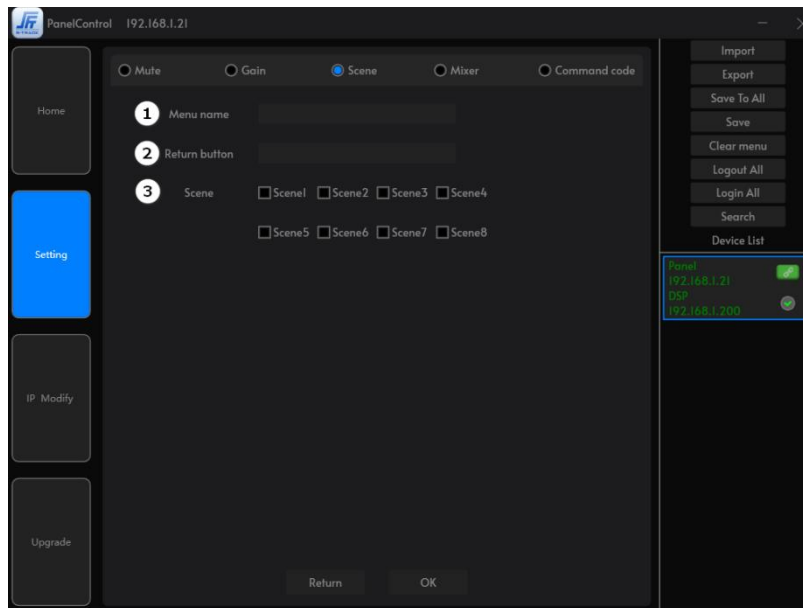 PanelControl 192.168.1.21
Mute Gain Scene Mixer Command code
1 Menu name
2 Return button
3 Scene Scene1 Scene2 Scene3 Scene4
Scene5 Scene6 Scene7 Scene8
Return OK
Home
Setting
IP Modify
Upgrade
Import
Export
Save To All
Save
Clear menu
Logout All
Login All
Search
Device List
Panel
192.168.1.21
DSP
192.168.1.200